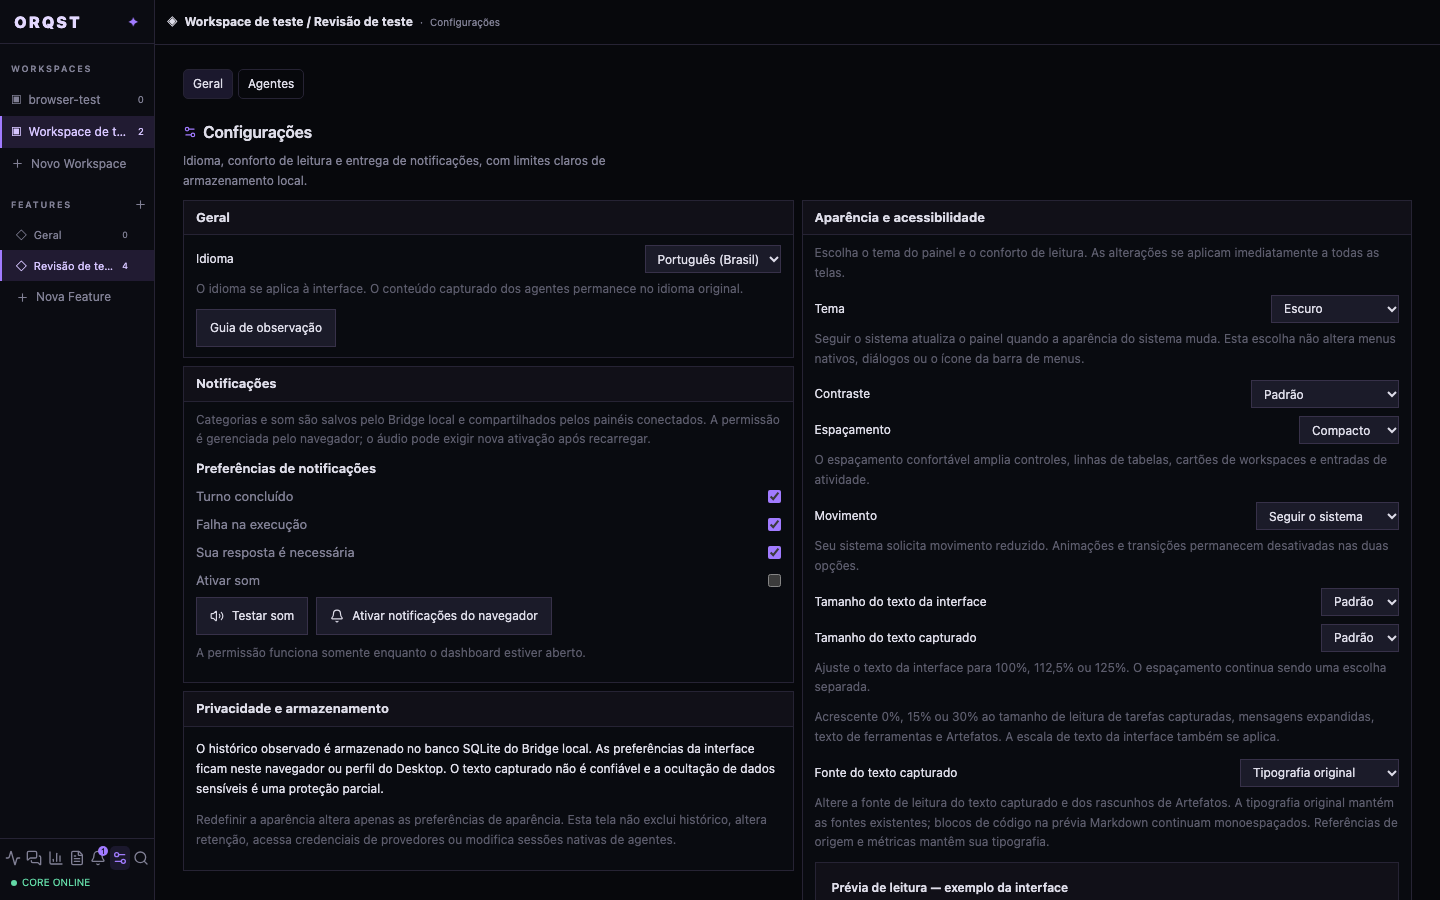 ORQST
WORKSPACES
browser-test 0
Workspace de t... 2
Novo Workspace
FEATURES
Geral 0
Revisão de te... 4
Nova Feature
1
CORE ONLINE
Workspace de teste / Revisão de teste · Configurações
Geral
Agentes
Configurações
Idioma, conforto de leitura e entrega de notificações, com limites claros de
armazenamento local.
Geral
Idioma
Português (Brasil)
O idioma se aplica à interface. O conteúdo capturado dos agentes permanece no idioma original.
Guia de observação
Notificações
Categorias e som são salvos pelo Bridge local e compartilhados pelos painéis conectados. A permissão
é gerenciada pelo navegador; o áudio pode exigir nova ativação após recarregar.
Preferências de notificações
Turno concluído
Falha na execução
Sua resposta é necessária
Ativar som
Testar som
Ativar notificações do navegador
A permissão funciona somente enquanto o dashboard estiver aberto.
Privacidade e armazenamento
O histórico observado é armazenado no banco SQLite do Bridge local. As preferências da interface
ficam neste navegador ou perfil do Desktop. O texto capturado não é confiável e a ocultação de dados
sensíveis é uma proteção parcial.
Redefinir a aparência altera apenas as preferências de aparência. Esta tela não exclui histórico, altera
retenção, acessa credenciais de provedores ou modifica sessões nativas de agentes.
Aparência e acessibilidade
Escolha o tema do painel e o conforto de leitura. As alterações se aplicam imediatamente a todas as
telas.
Tema
Escuro
Seguir o sistema atualiza o painel quando a aparência do sistema muda. Esta escolha não altera menus
nativos, diálogos ou o ícone da barra de menus.
Contraste
Padrão
Espaçamento
Compacto
O espaçamento confortável amplia controles, linhas de tabelas, cartões de workspaces e entradas de
atividade.
Movimento
Seguir o sistema
Seu sistema solicita movimento reduzido. Animações e transições permanecem desativadas nas duas
opções.
Tamanho do texto da interface
Padrão
Tamanho do texto capturado
Padrão
Ajuste o texto da interface para 100%, 112,5% ou 125%. O espaçamento continua sendo uma escolha
separada.
Acrescente 0%, 15% ou 30% ao tamanho de leitura de tarefas capturadas, mensagens expandidas,
texto de ferramentas e Artefatos. A escala de texto da interface também se aplica.
Fonte do texto capturado
Tipografia original
Altere a fonte de leitura do texto capturado e dos rascunhos de Artefatos. A tipografia original mantém
as fontes existentes; blocos de código na prévia Markdown continuam monoespaçados. Referências de
origem e métricas mantêm sua tipografia.
Prévia de leitura — exemplo da interface